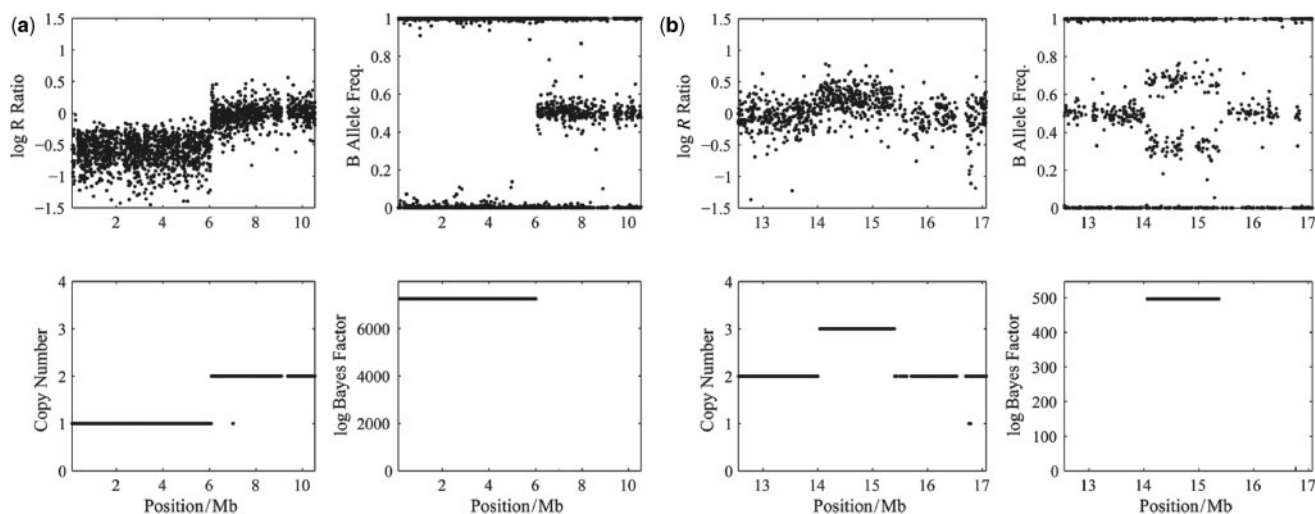 (a)
log R Ratio
1.5
1
0.5
0
−0.5
−1
−1.5
2 4 6 8 10
B Allele Freq.
1
0.8
0.6
0.4
0.2
0
2 4 6 8 10
Copy Number
4
3
2
1
0
2 4 6 8 10
Position/Mb
log Bayes Factor
6000
4000
2000
0
2 4 6 8 10
Position/Mb
(b)
log R Ratio
1.5
1
0.5
0
−0.5
−1
−1.5
13 14 15 16 17
B Allele Freq.
1
0.8
0.6
0.4
0.2
0
13 14 15 16 17
Copy Number
4
3
2
1
0
13 14 15 16 17
Position/Mb
log Bayes Factor
500
400
300
200
100
0
13 14 15 16 17
Position/Mb